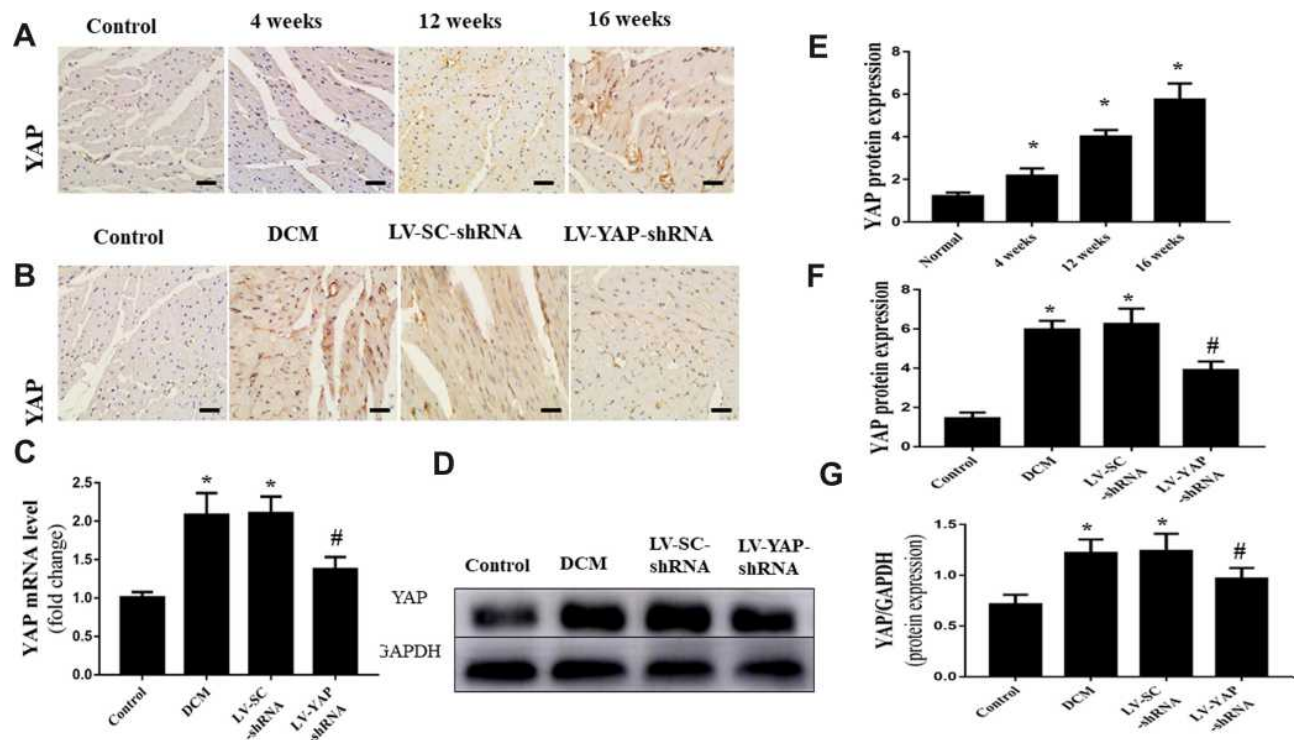 A
Control
4 weeks
12 weeks
16 weeks
YAP
B
Control
DCM
LV-SC-shRNA
LV-YAP-shRNA
YAP
C
YAP mRNA level
(fold change)
2.5
2.0
1.5
1.0
0.5
0.0
*
*
#
Control
DCM
LV-SC
-shRNA
LV-YAP
-shRNA
D
Control
DCM
LV-SC-
shRNA
LV-YAP-
shRNA
YAP
GAPDH
E
YAP protein expression
8
6
4
2
0
*
*
*
Normal
4 weeks
12 weeks
16 weeks
F
YAP protein expression
8
6
4
2
0
*
*
#
Control
DCM
LV-SC
-shRNA
LV-YAP
-shRNA
G
YAP/GAPDH
(protein expression)
1.5
1.0
0.5
0.0
*
*
#
Control
DCM
LV-SC
-shRNA
LV-YAP
-shRNA